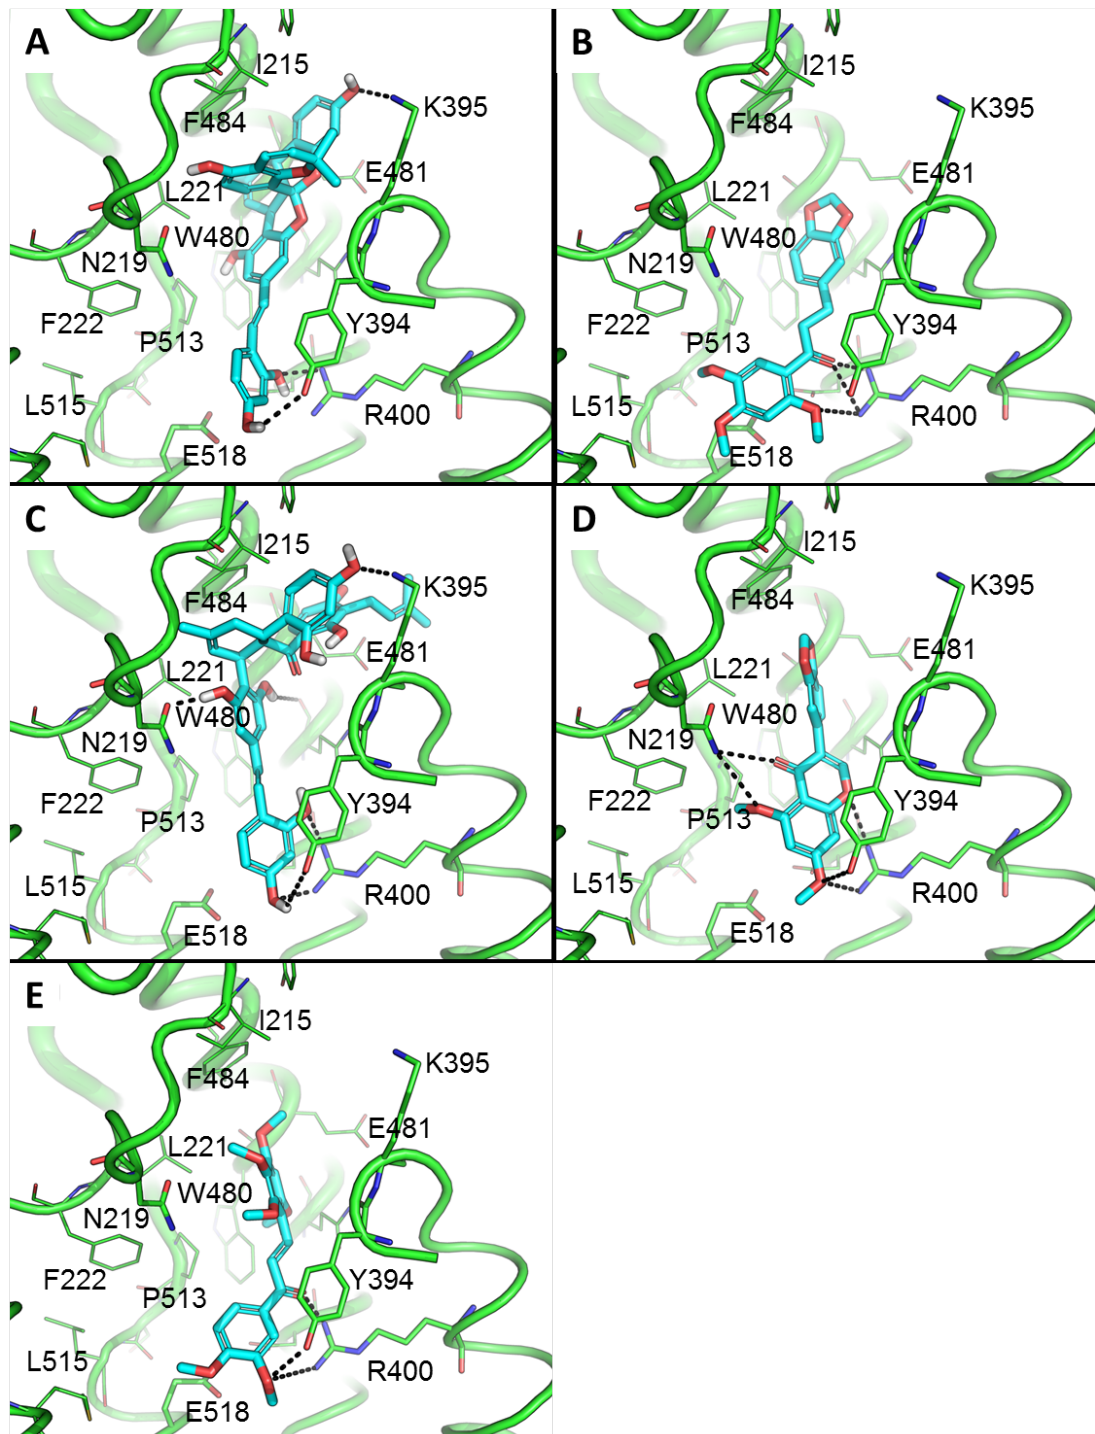 A
I215
K395
F484
E481
L221
W480
N219
F222
Y394
P513
L515
R400
E518
B
I215
K395
F484
E481
L221
W480
N219
F222
Y394
P513
L515
R400
E518
C
I215
K395
F484
E481
L221
W480
N219
F222
Y394
P513
L515
R400
E518
D
I215
K395
F484
E481
L221
W480
N219
F222
Y394
P513
L515
R400
E518
E
I215
K395
F484
E481
L221
W480
N219
F222
Y394
P513
L515
R400
E518